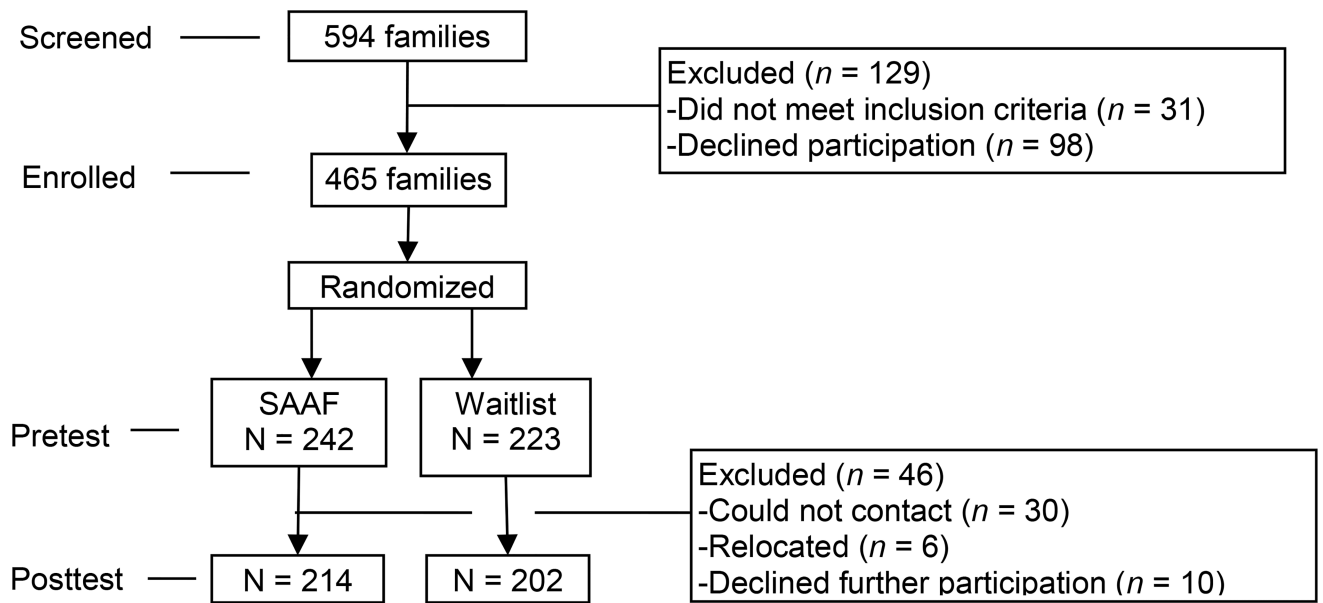 Screened
594 families
Excluded (n = 129)
-Did not meet inclusion criteria (n = 31)
-Declined participation (n = 98)
Enrolled
465 families
Randomized
Pretest
SAAF
N = 242
Waitlist
N = 223
Excluded (n = 46)
-Could not contact (n = 30)
-Relocated (n = 6)
-Declined further participation (n = 10)
Posttest
N = 214
N = 202